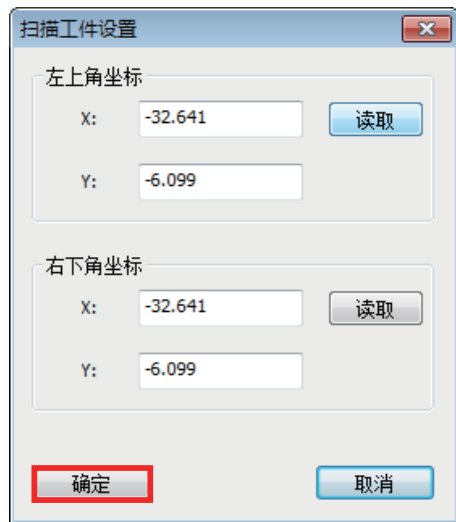 扫描工件设置
左上角坐标
X: -32.641 读取
Y: -6.099
右下角坐标
X: -32.641 读取
Y: -6.099
确定 取消